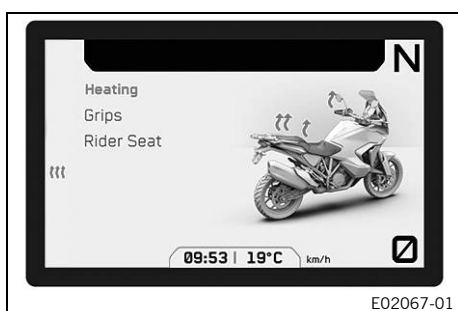 N
Heating
Grips
Rider Seat
09:53 | 19°C km/h
0
E02067-01